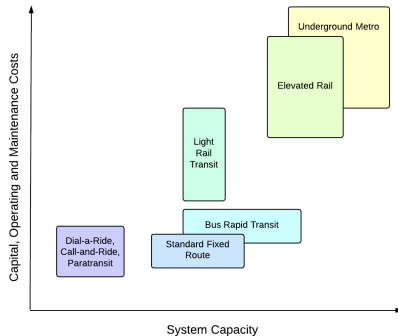 Underground Metro
Elevated Rail
Light
Rail
Transit
Bus Rapid Transit
Standard Fixed
Route
Dial-a-Ride,
Call-and-Ride,
Paratransit
Capital, Operating and Maintenance Costs
System Capacity